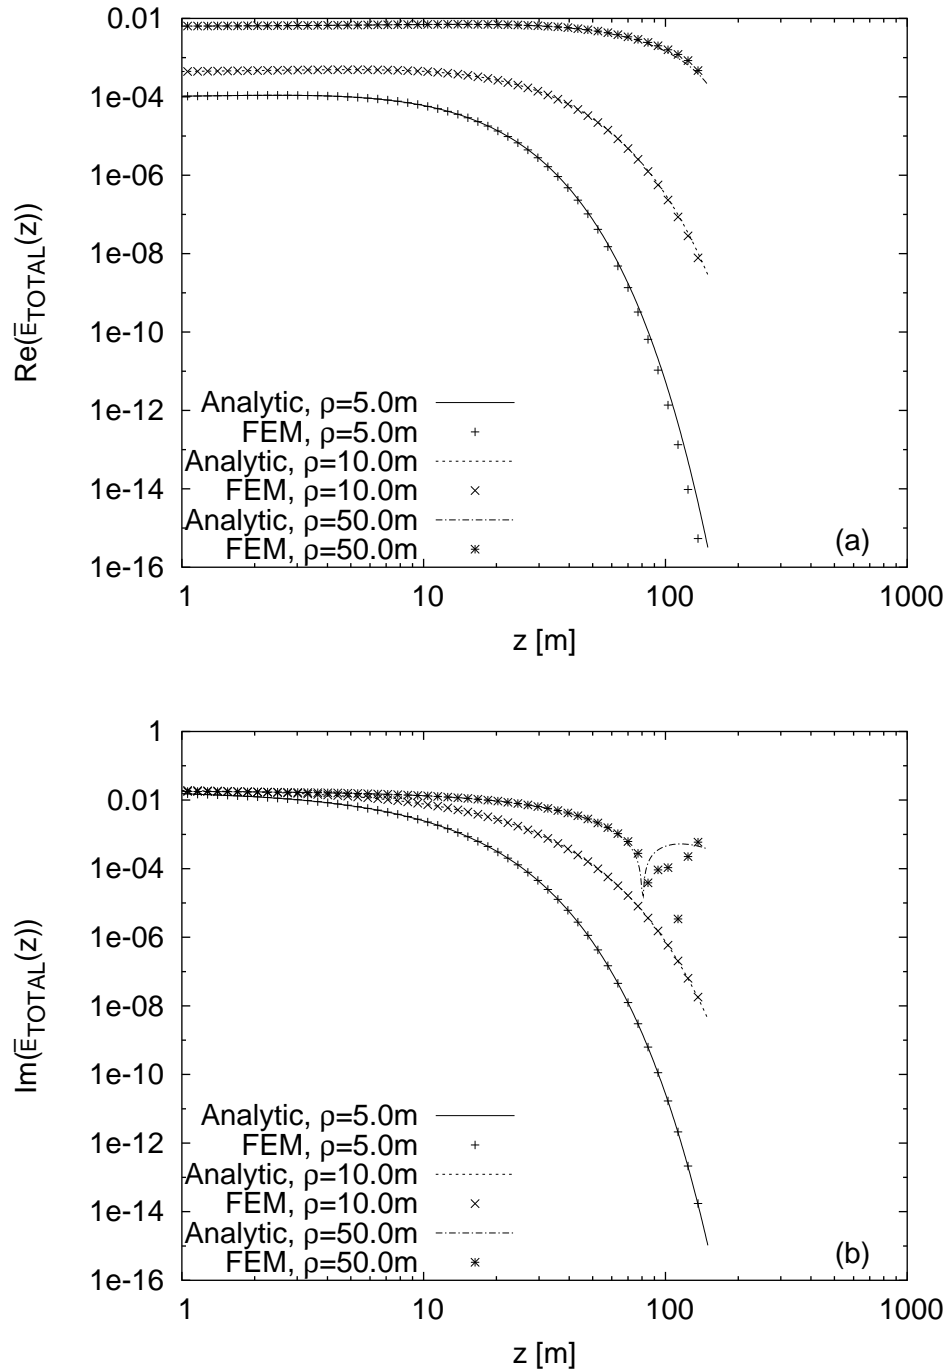 0.01
1e-04
1e-06
1e-08
1e-10
1e-12
1e-14
1e-16
Re(E̅_TOTAL(z))
Analytic, ρ=5.0m
FEM, ρ=5.0m
Analytic, ρ=10.0m
FEM, ρ=10.0m
Analytic, ρ=50.0m
FEM, ρ=50.0m
(a)
1 10 100 1000
z [m]
1
0.01
1e-04
1e-06
1e-08
1e-10
1e-12
1e-14
1e-16
Im(E̅_TOTAL(z))
Analytic, ρ=5.0m
FEM, ρ=5.0m
Analytic, ρ=10.0m
FEM, ρ=10.0m
Analytic, ρ=50.0m
FEM, ρ=50.0m
(b)
1 10 100 1000
z [m]